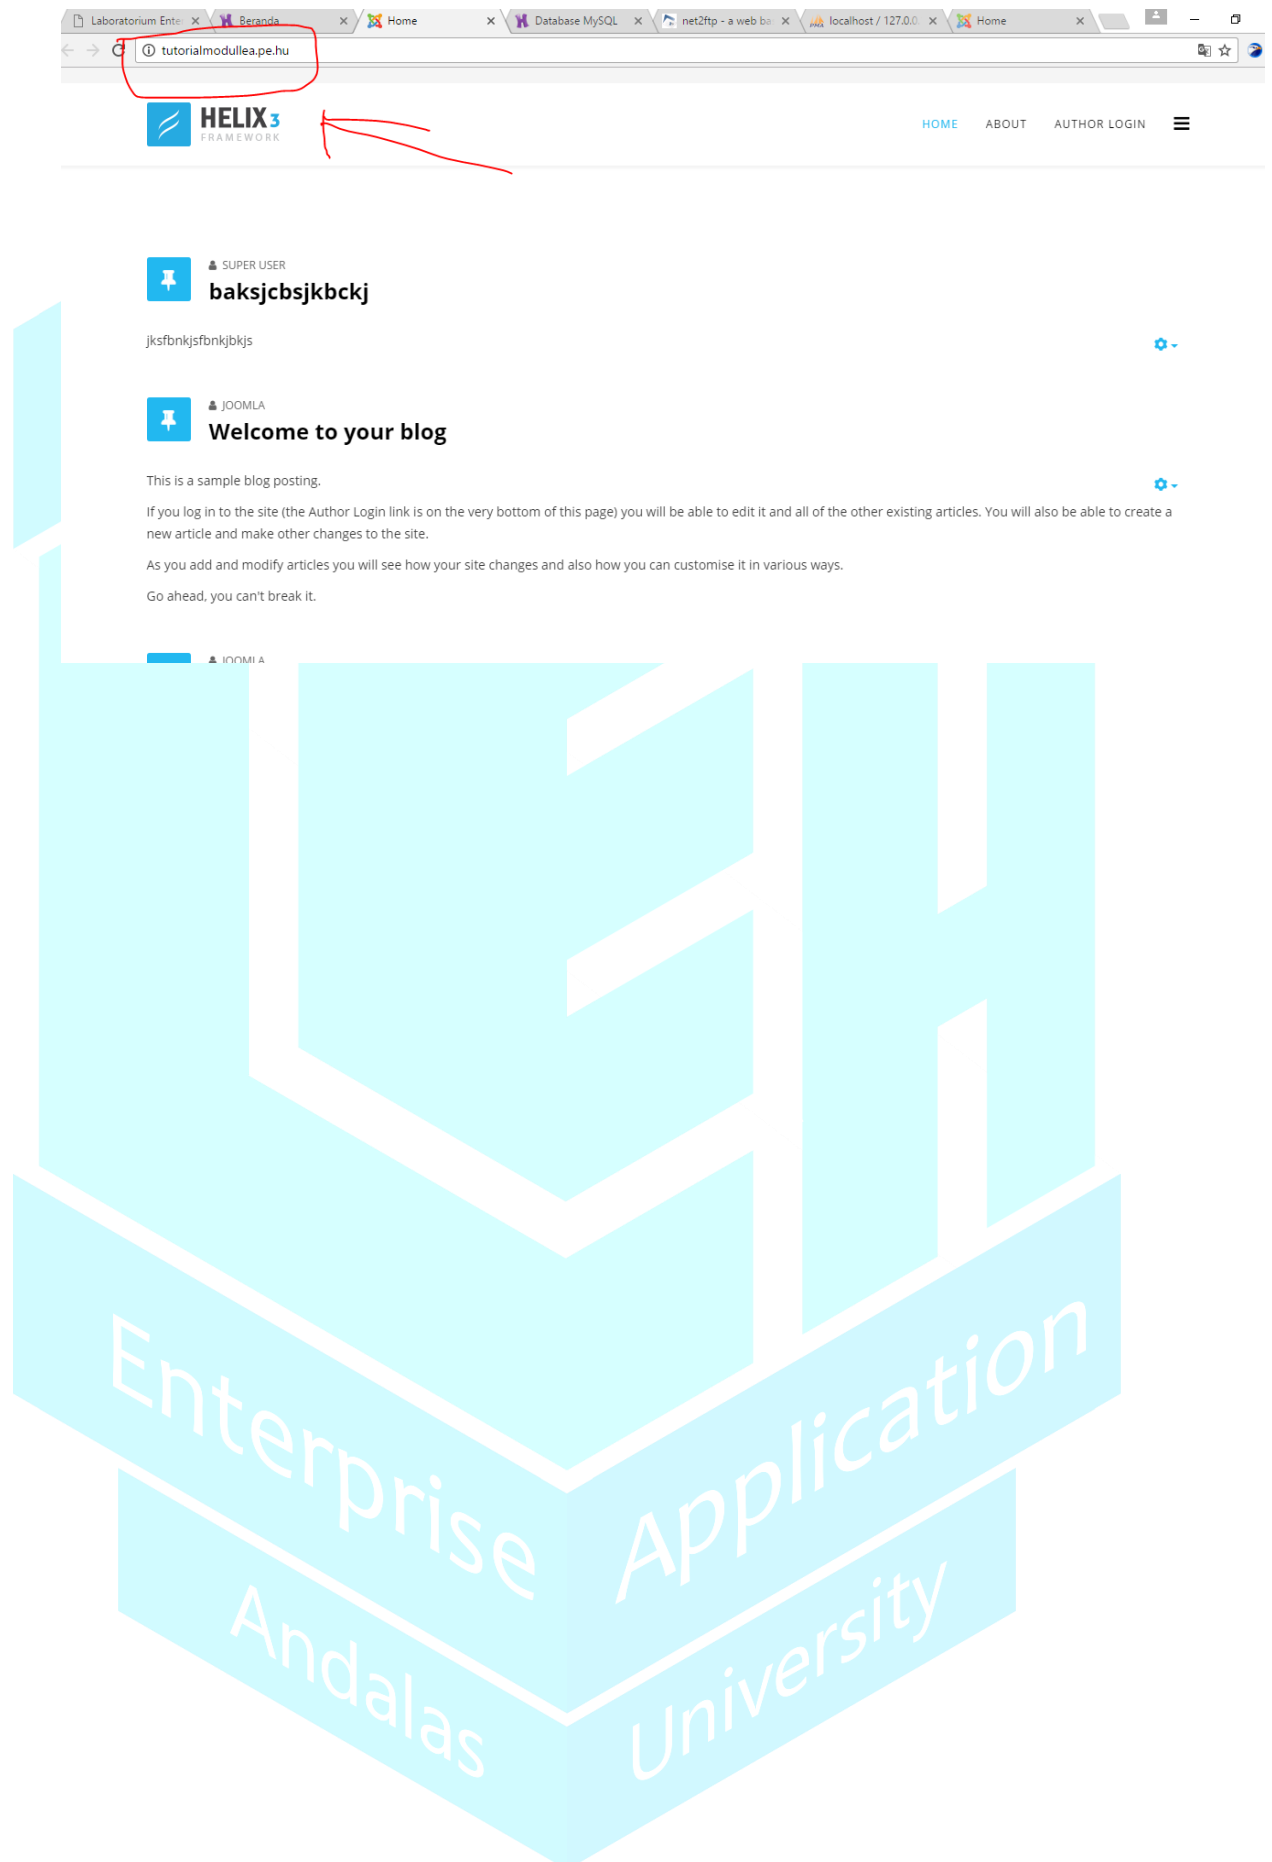 Laboratorium Ente
Beranda
Home
Database MySQL
net2ftp - a web ba
localhost / 127.0.0.
Home
tutorialmodullea.pe.hu
HELIX3
FRAMEWORK
HOME ABOUT AUTHOR LOGIN
SUPER USER
baksjcbsjkbckj
jksfbnkjsfbnkjbkjs
JOOMLA
Welcome to your blog
This is a sample blog posting.
If you log in to the site (the Author Login link is on the very bottom of this page) you will be able to edit it and all of the other existing articles. You will also be able to create a
new article and make other changes to the site.
As you add and modify articles you will see how your site changes and also how you can customise it in various ways.
Go ahead, you can't break it.
JOOMLA
LEA
Enterprise Application
Andalas University